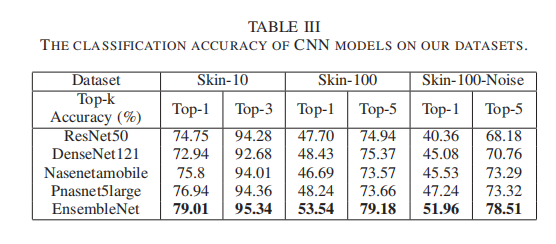 TABLE III
THE CLASSIFICATION ACCURACY OF CNN MODELS ON OUR DATASETS.
Dataset Skin-10 Skin-100 Skin-100-Noise
Top-k
Accuracy (%) Top-1 Top-3 Top-1 Top-5 Top-1 Top-5
ResNet50 74.75 94.28 47.70 74.94 40.36 68.18
DenseNet121 72.94 92.68 48.43 75.37 45.08 70.76
Nasenetamobile 75.8 94.01 46.69 73.57 45.53 73.29
Pnasnet5large 76.94 94.36 48.24 73.66 47.24 73.32
EnsembleNet 79.01 95.34 53.54 79.18 51.96 78.51